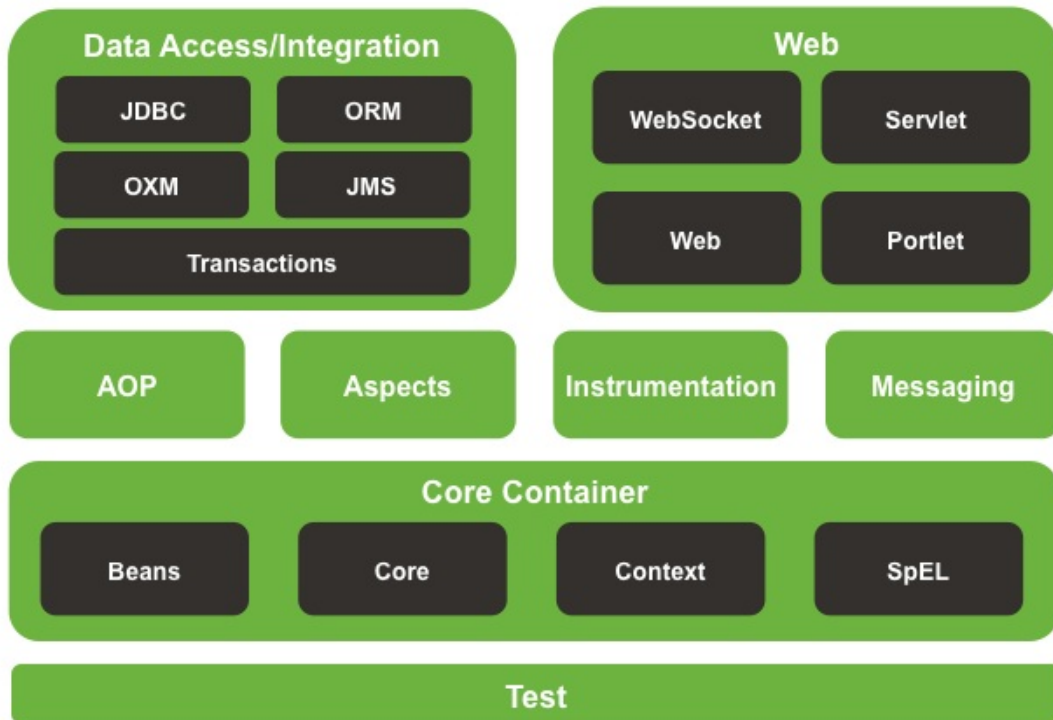 Data Access/Integration
JDBC
ORM
OXM
JMS
Transactions
Web
WebSocket
Servlet
Web
Portlet
AOP
Aspects
Instrumentation
Messaging
Core Container
Beans
Core
Context
SpEL
Test